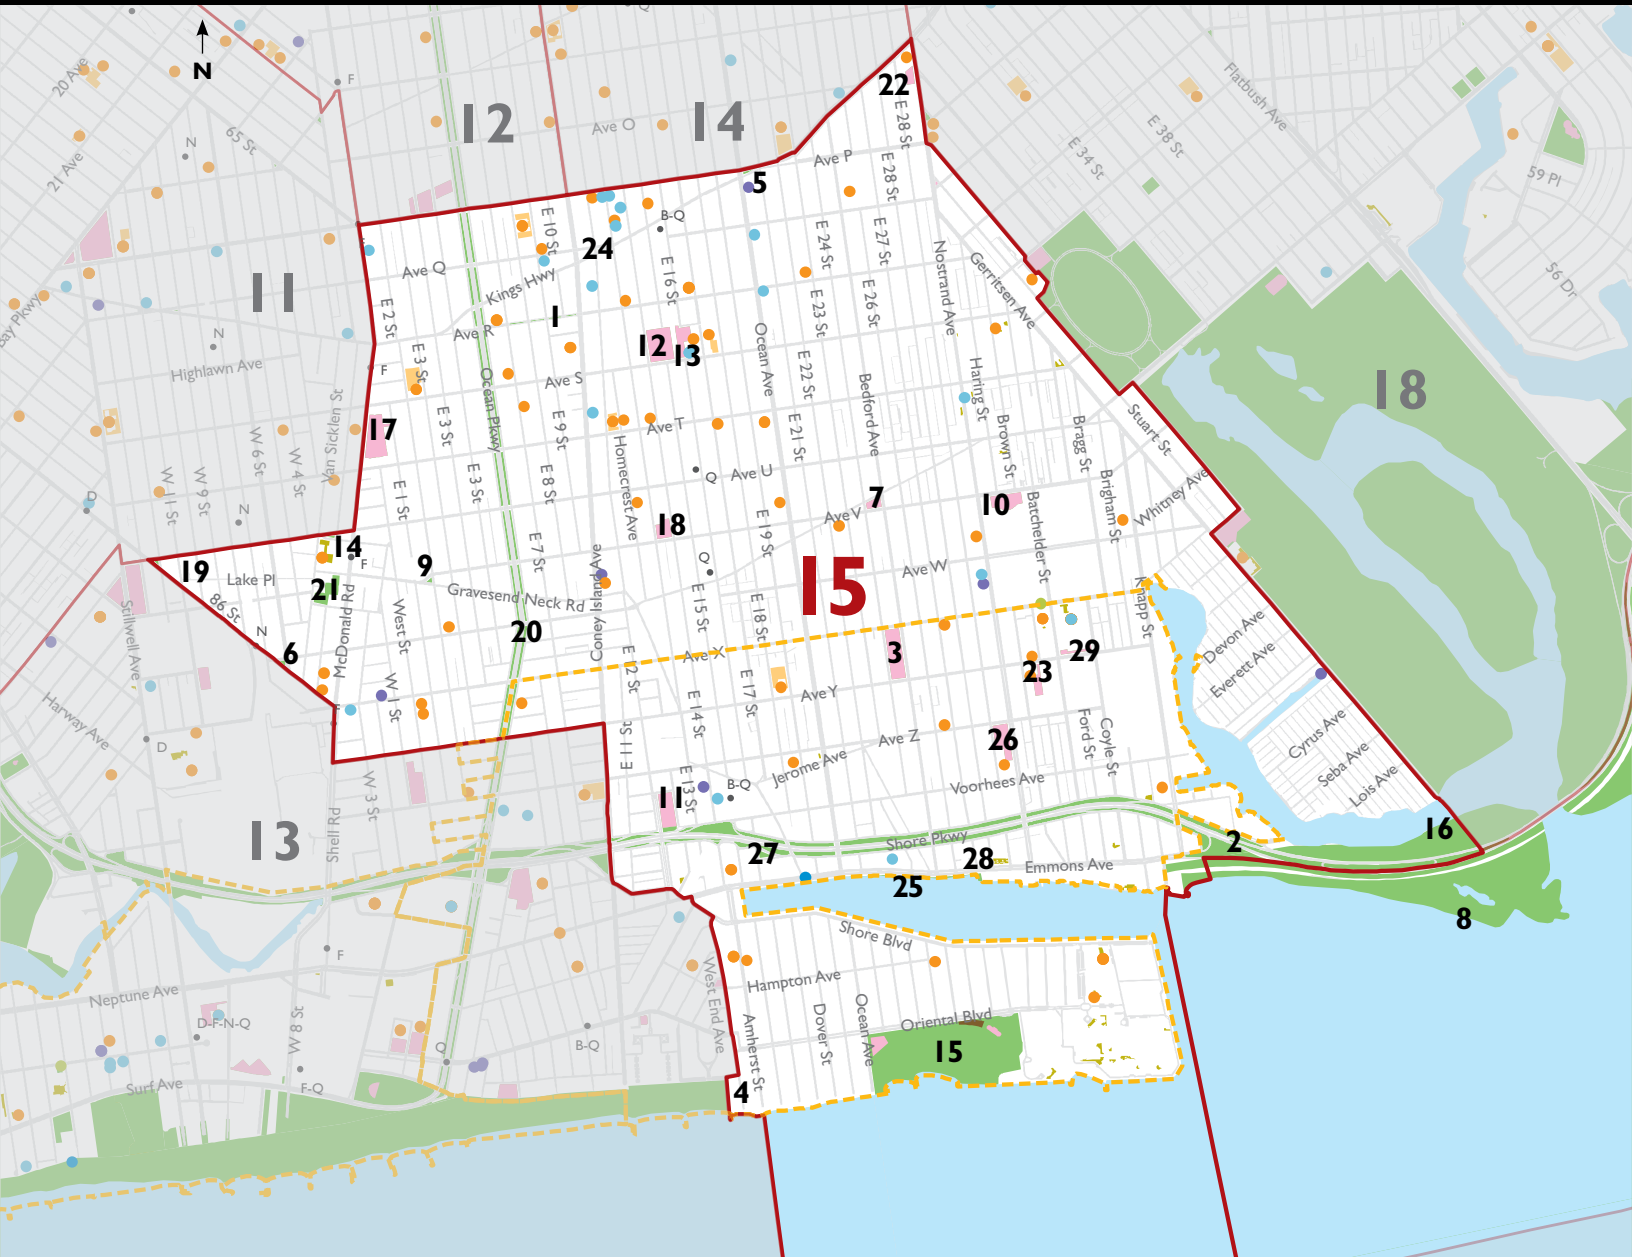 Q
22
20 Ave
F
N
12
14
Ave O
E 28 St
Flatbush Ave
E 38 St
E 34 St
65 St
N
21 Ave
Ave P
E 28 St
59 Pl
5
E 10 St
B-Q
24
E 24 St
E 27 St
Nostrand Ave
Gerritsen Ave
Ave Q
Kings Hwy
E 16 St
56 Dr
11
E 2 St
1
E 23 St
E 26 St
Bay Pkwy
N
Ave R
12
13
Ocean Ave
Highlawn Ave
F
E 3 St
Ocean Pkwy
Ave S
E 22 St
Bedford Ave
Haring St
18
17
Van Sicklen St
W 6 St
W 4 St
E 3 St
E 9 St
Homecrest Ave
Ave T
E 21 St
Brown St
Bragg St
Stuart St
W 11 St
W 9 St
D
N
E 1 St
E 3 St
E 8 St
Q
Ave U
Brigham St
Whitney Ave
7
10
Batchelder St
18
Ave V
E 19 St
E 7 St
14
F
19
Lake Pl
9
Coney Island Ave
Q
15
Ave W
21
McDonald Rd
Gravesend Neck Rd
E 15 St
E 18 St
Knapp St
86 St
Stillwell Ave
N
West St
20
6
Ave X
3
29
23
Devon Ave
Everett Ave
E 12 St
E 17 St
Ave Y
W 1 St
E 14 St
F
Harway Ave
D
E 11 St
Ave Z
26
Ford St
Coyle St
Cyrus Ave
Seba Ave
Lois Ave
Jerome Ave
Voorhees Ave
W 3 St
E 13 St
11
B-Q
13
Shell Rd
Shore Pkwy
27
28
Emmons Ave
2
16
25
8
Shore Blvd
F
Neptune Ave
West End Ave
Hampton Ave
D-F-N-Q
W 8 St
Amherst St
Dover St
Ocean Ave
Oriental Blvd
Q
B-Q
15
Surf Ave
F-Q
4